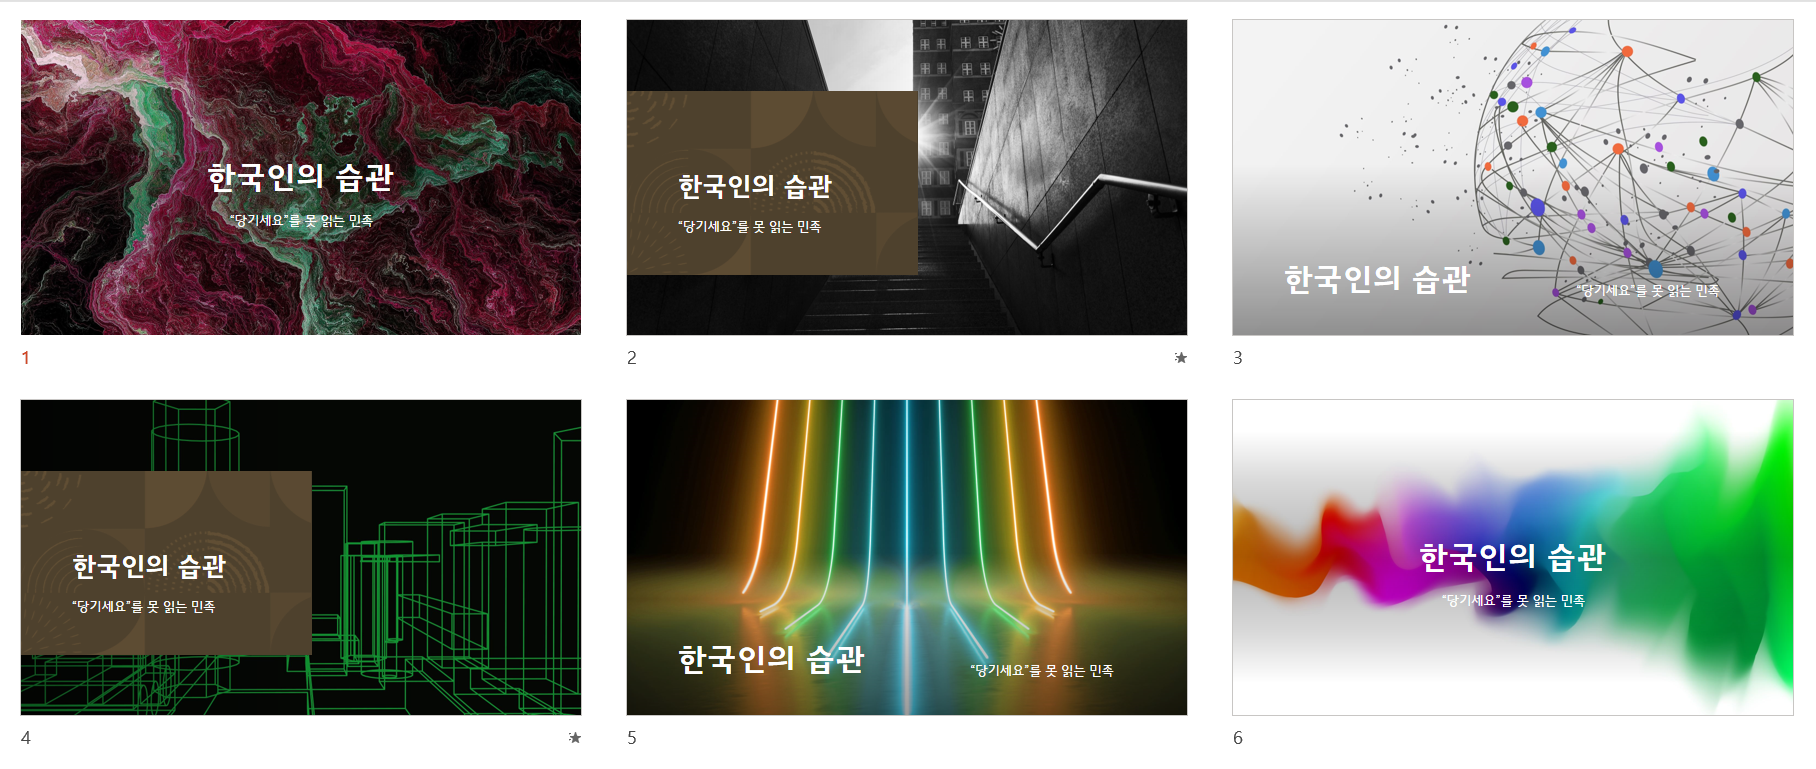 한국인의 습관
“당기세요”를 못 읽는 민족
1
한국인의 습관
“당기세요”를 못 읽는 민족
2
한국인의 습관
“당기세요”를 못 읽는 민족
3
한국인의 습관
“당기세요”를 못 읽는 민족
4
한국인의 습관
“당기세요”를 못 읽는 민족
5
한국인의 습관
“당기세요”를 못 읽는 민족
6